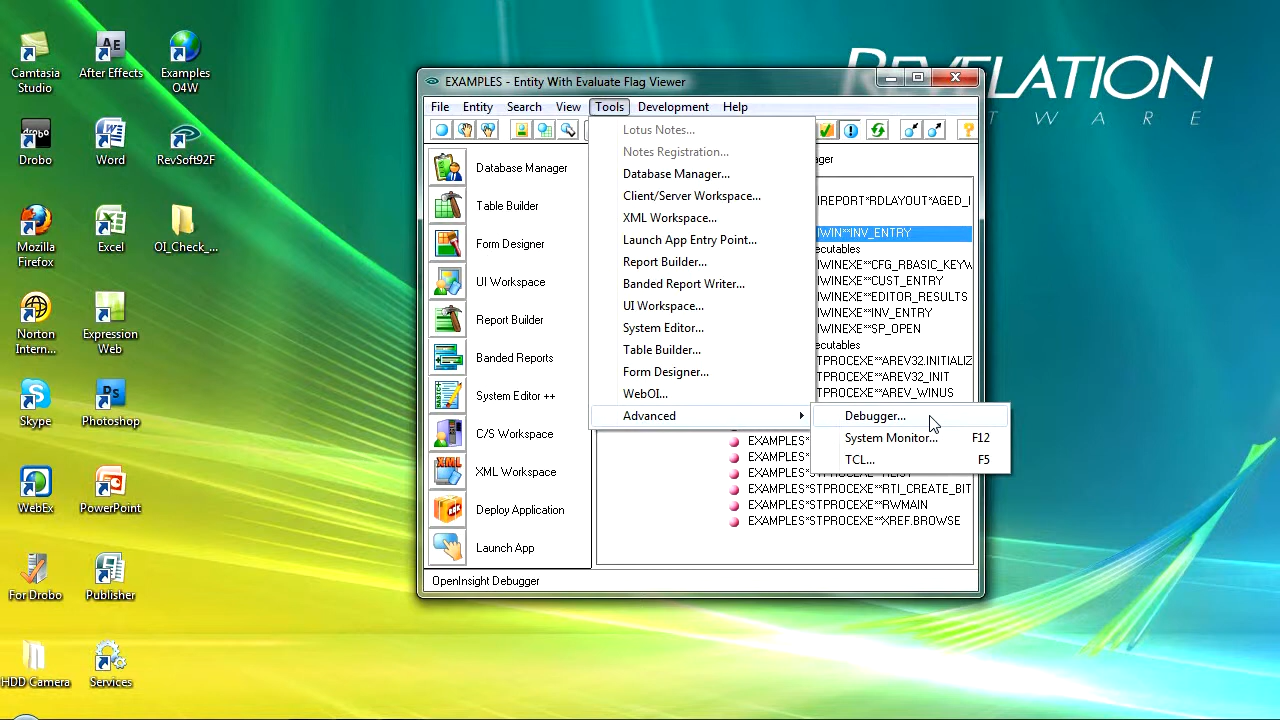 REVELATION
Camtasia
Studio
After Effects
Examples
O4W
Drobo
Word
RevSoft92F
Mozilla
Firefox
Excel
OI_Check_...
Norton
Intern...
Expression
Web
Skype
Photoshop
WebEx
PowerPoint
For Drobo
Publisher
HDD Camera
Services
EXAMPLES - Entity With Evaluate Flag Viewer
File Entity Search View Tools Development Help
Database Manager
Table Builder
Form Designer
UI Workspace
Report Builder
Banded Reports
System Editor ++
C/S Workspace
XML Workspace
Deploy Application
Launch App
Lotus Notes...
Notes Registration...
Database Manager...
Client/Server Workspace...
XML Workspace...
Launch App Entry Point...
Report Builder...
Banded Report Writer...
UI Workspace...
System Editor...
Table Builder...
Form Designer...
WebOI...
Advanced
Debugger...
System Monitor... F12
TCL... F5
ager
REPORT*RDLAYOUT*AGED_I
WIN**INV_ENTRY
ecutables
WINEXE**CFG_RBASIC_KEYW
WINEXE**CUST_ENTRY
WINEXE**EDITOR_RESULTS
WINEXE**INV_ENTRY
WINEXE**SP_OPEN
ecutables
TPROCEXE**AREV32.INITIALIZ
TPROCEXE**AREV32_INIT
TPROCEXE**AREV_WINUS
EXAMPLES*
EXAMPLES*
EXAMPLES*STPROCEXE**RTI_CREATE_BIT
EXAMPLES*STPROCEXE**RWMAIN
EXAMPLES*STPROCEXE**XREF.BROWSE
OpenInsight Debugger